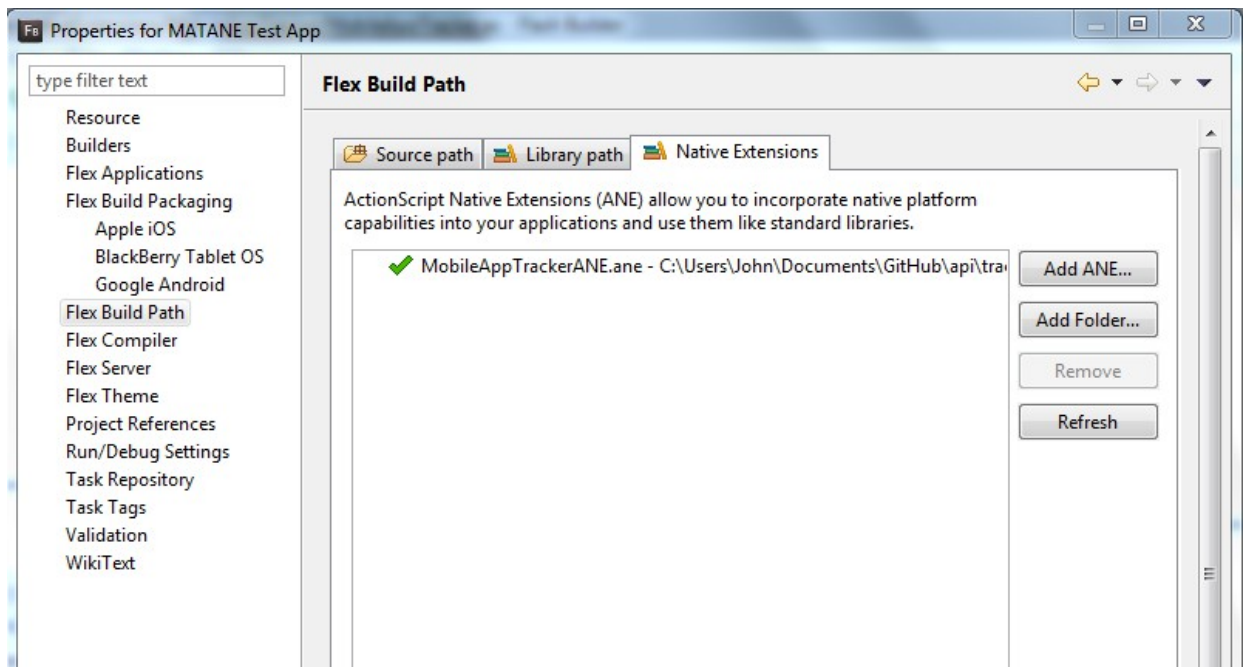 FB Properties for MATANE Test App
type filter text
Flex Build Path
Resource
Builders
Flex Applications
Flex Build Packaging
Apple iOS
BlackBerry Tablet OS
Google Android
Flex Build Path
Flex Compiler
Flex Server
Flex Theme
Project References
Run/Debug Settings
Task Repository
Task Tags
Validation
WikiText
Source path
Library path
Native Extensions
ActionScript Native Extensions (ANE) allow you to incorporate native platform
capabilities into your applications and use them like standard libraries.
MobileAppTrackerANE.ane - C:\Users\John\Documents\GitHub\api\tra
Add ANE...
Add Folder...
Remove
Refresh